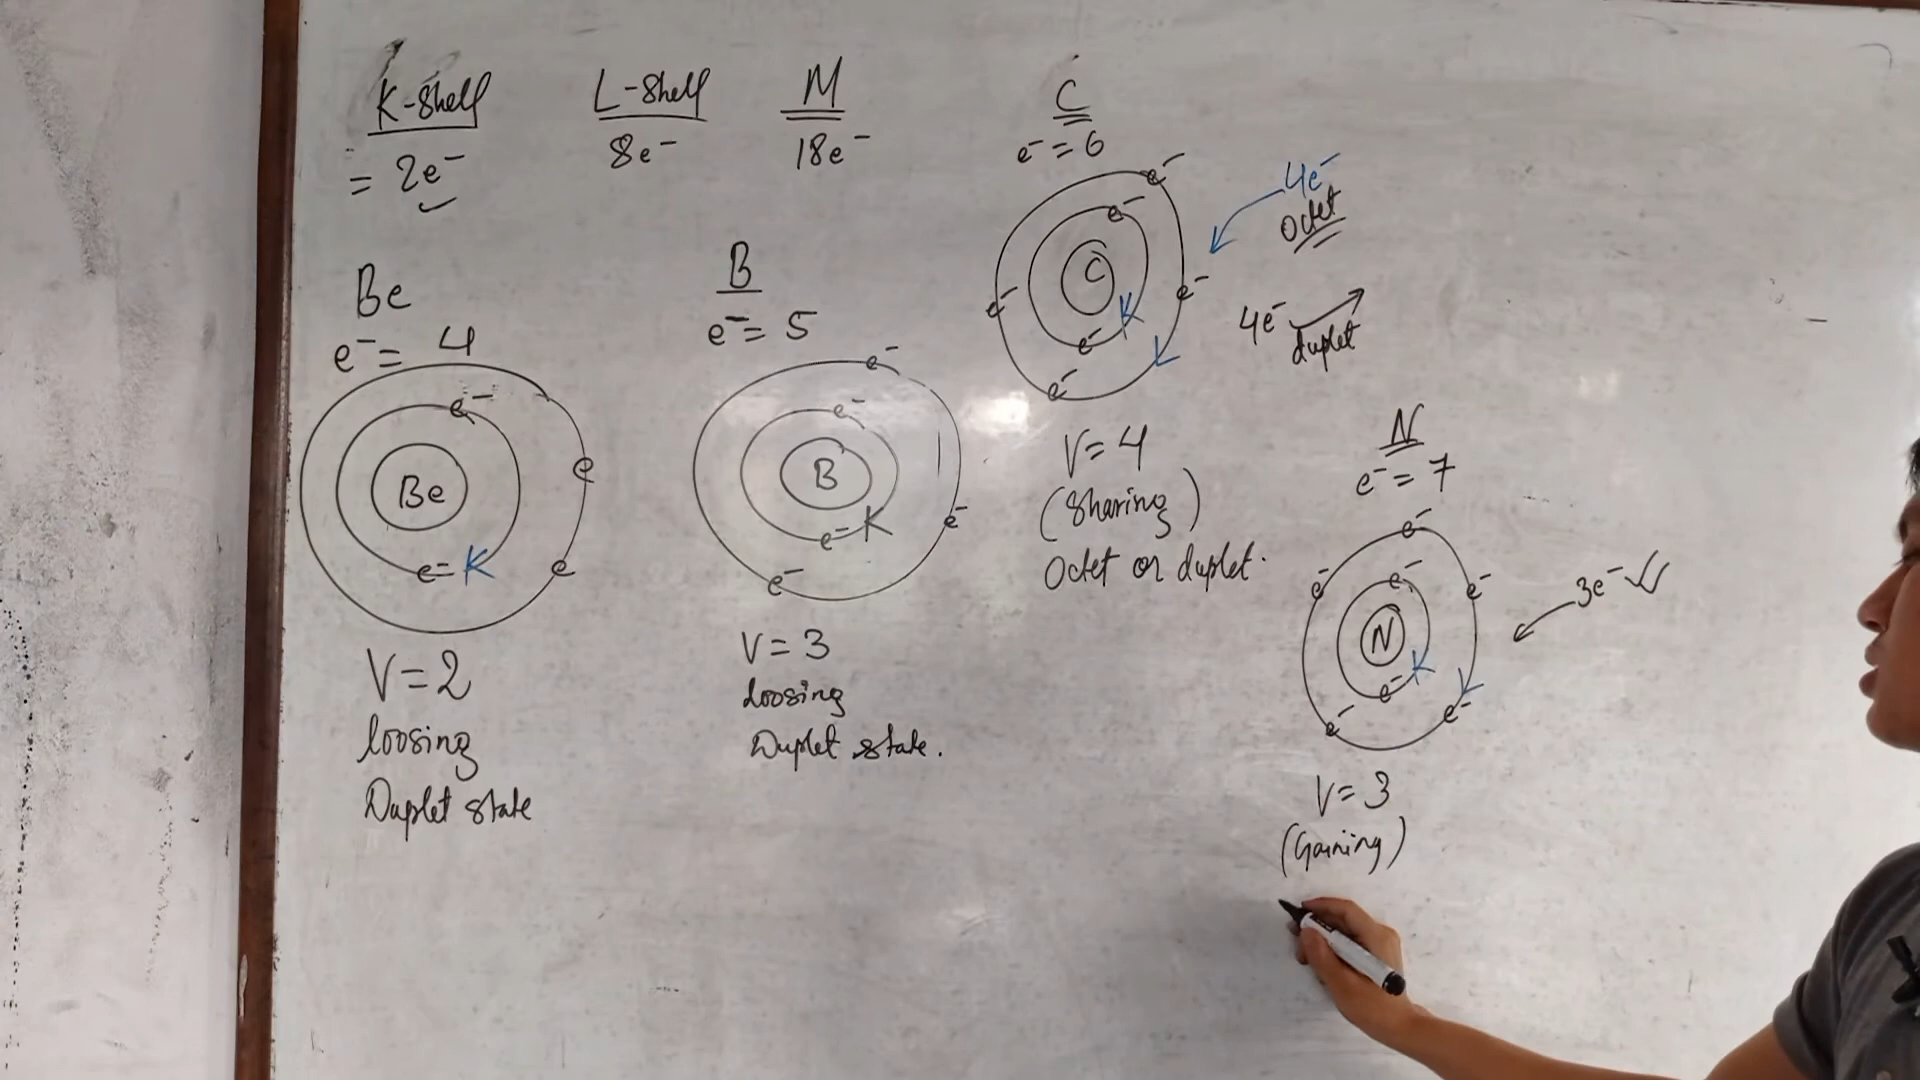 K-shell
= 2e⁻
L-shell
8e⁻
M
18e⁻
Be
e⁻= 4
e⁻
Be
e⁻ K
e
e
V=2
loosing
Duplet state
B
e⁻= 5
e⁻
e⁻
B
e⁻ K
e⁻
e⁻
V=3
Loosing
Duplet state.
C
e⁻= 6
e⁻
e⁻
C
K
e⁻
e⁻
e⁻
e⁻
L
4e⁻
Octet
4e⁻
duplet
V=4
(Sharing)
Octet or duplet.
N
e⁻= 7
e⁻
e⁻
e⁻
e⁻
N
K
e⁻
L
e⁻
e⁻
3e⁻
V=3
(Gaining)